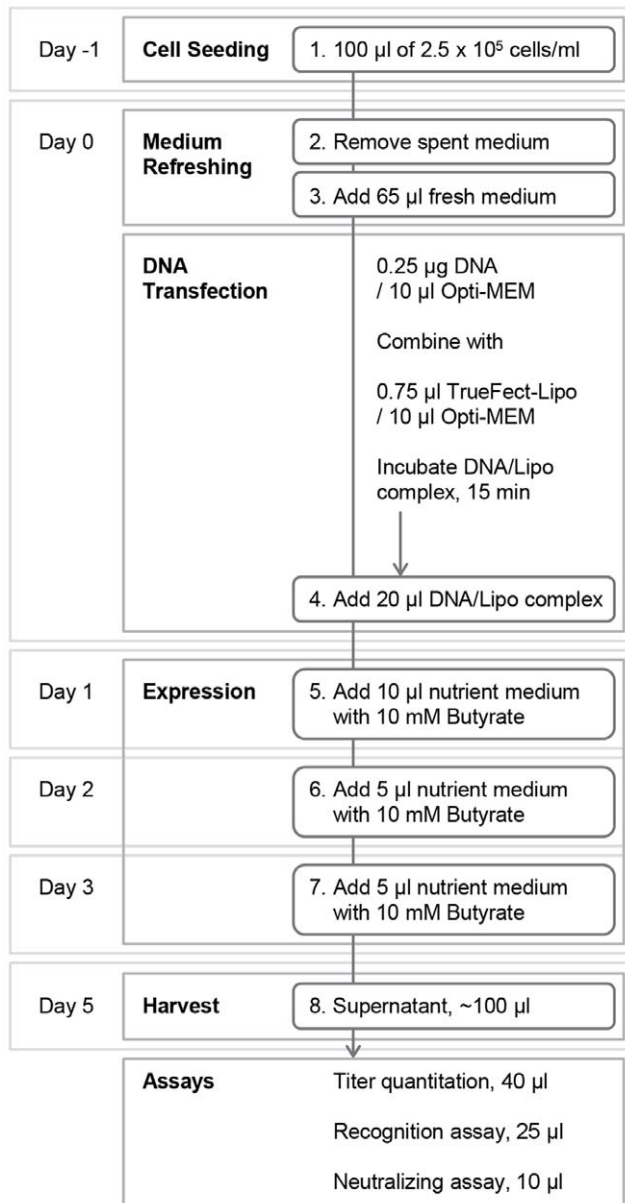 Day -1
Cell Seeding
1. 100 µl of 2.5 x 10⁵ cells/ml
Day 0
Medium
Refreshing
2. Remove spent medium
3. Add 65 µl fresh medium
DNA
Transfection
0.25 µg DNA
/ 10 µl Opti-MEM
Combine with
0.75 µl TrueFect-Lipo
/ 10 µl Opti-MEM
Incubate DNA/Lipo
complex, 15 min
4. Add 20 µl DNA/Lipo complex
Day 1
Expression
5. Add 10 µl nutrient medium
with 10 mM Butyrate
Day 2
6. Add 5 µl nutrient medium
with 10 mM Butyrate
Day 3
7. Add 5 µl nutrient medium
with 10 mM Butyrate
Day 5
Harvest
8. Supernatant, ~100 µl
Assays
Titer quantitation, 40 µl
Recognition assay, 25 µl
Neutralizing assay, 10 µl